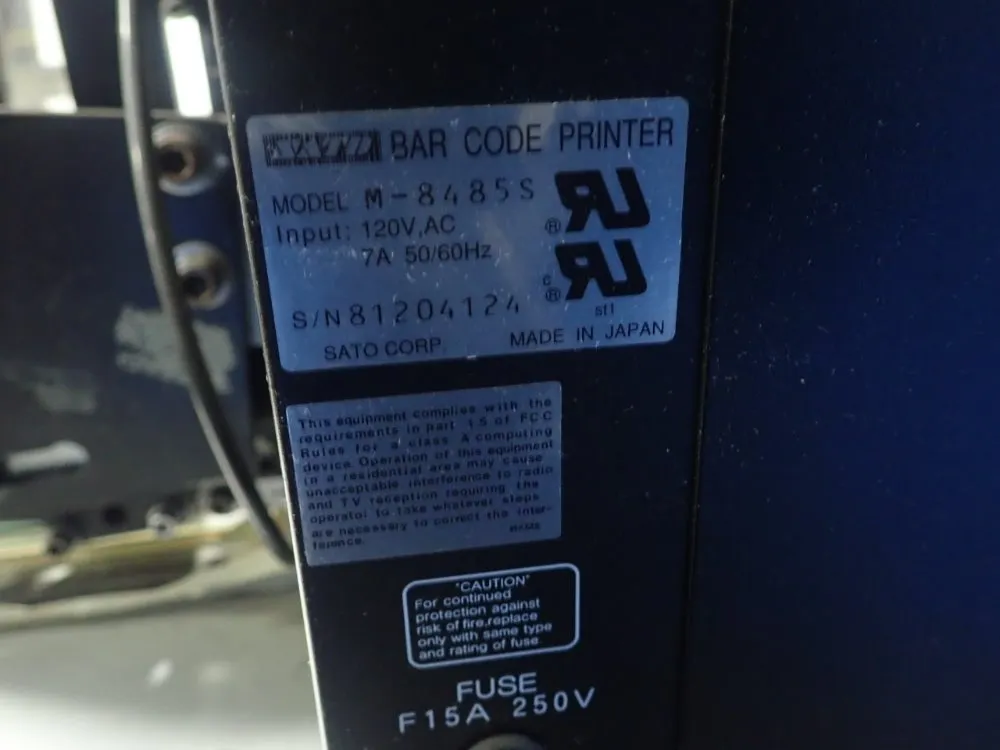 SATO BAR CODE PRINTER
MODEL M-8485S
Input: 120V,AC
7A 50/60Hz
S/N 81204124
SATO CORP.
MADE IN JAPAN
®
c
®
st1
This equipment complies with the
requirements in part 15 of FCC
Rules for a class A computing
device. Operation of this equipment
in a residential area may cause
unacceptable interference to radio
and TV reception requiring the
operator to take whatever steps
are necessary to correct the inter-
ference.
"CAUTION"
For continued
protection against
risk of fire,replace
only with same type
and rating of fuse.
FUSE
F15A 250V